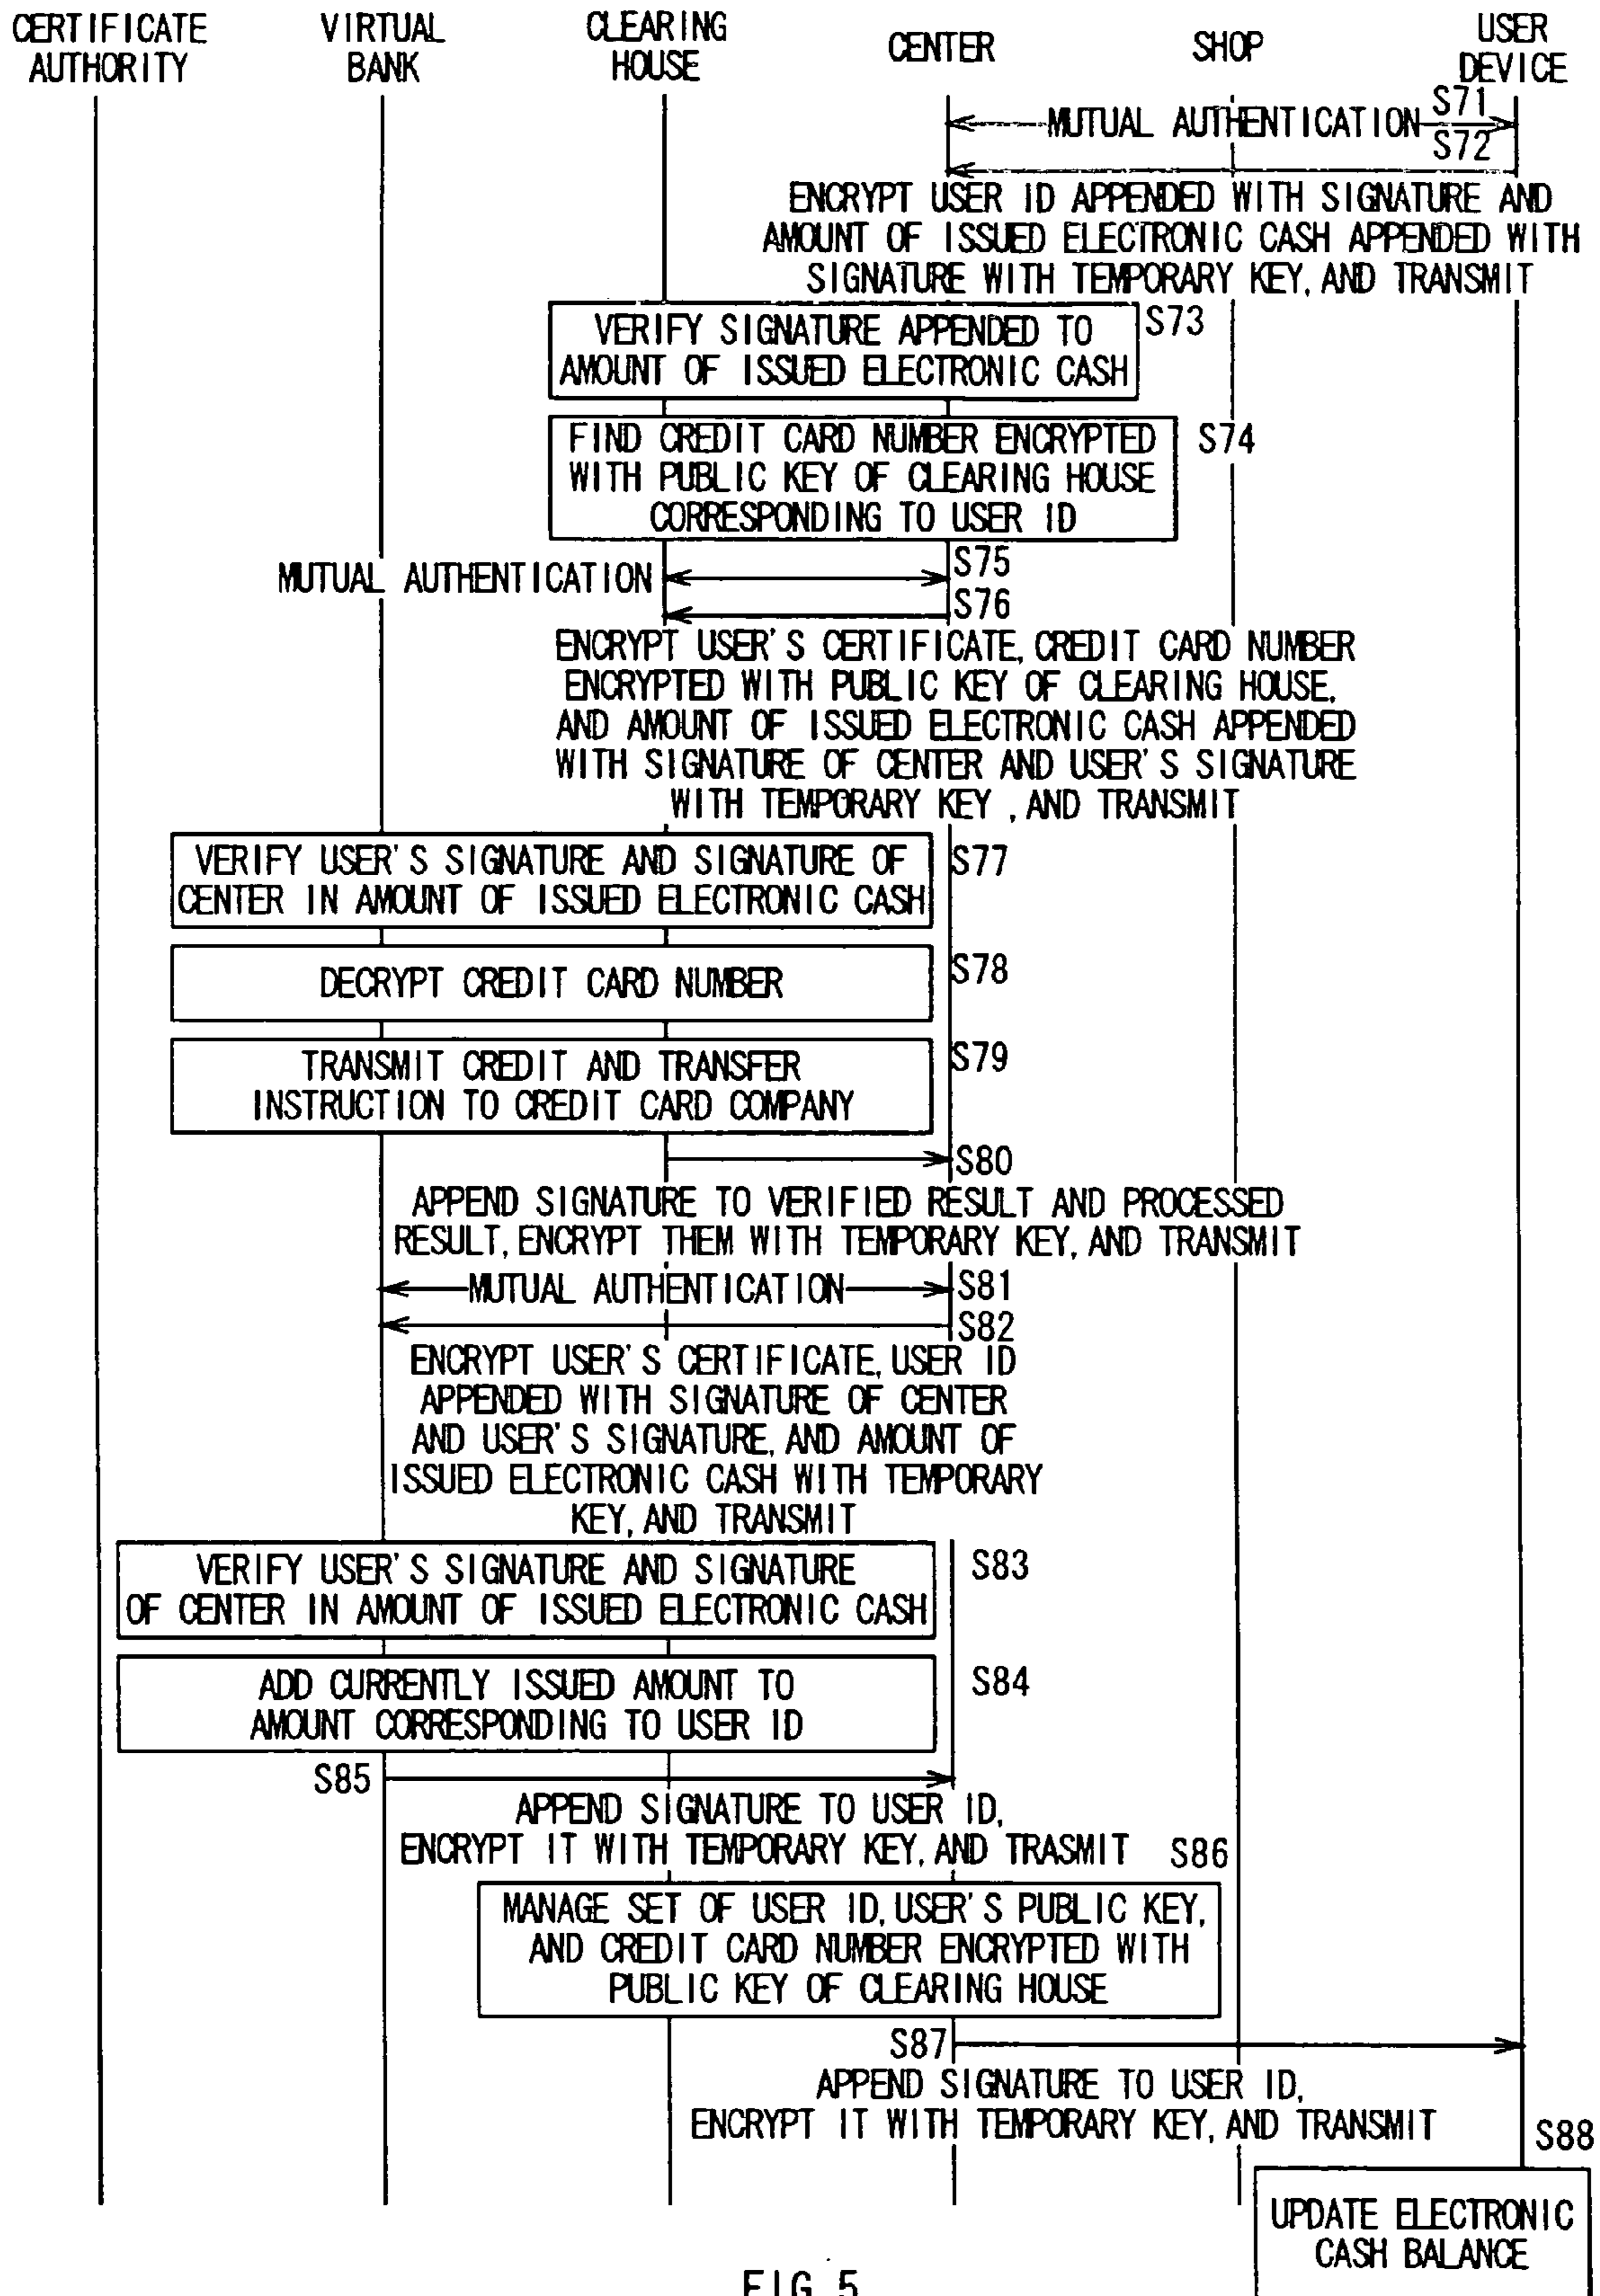 CERTIFICATE
AUTHORITY
VIRTUAL
BANK
CLEARING
HOUSE
CENTER
SHOP
USER
DEVICE
S71
MUTUAL AUTHENTICATION
S72
ENCRYPT USER ID APPENDED WITH SIGNATURE AND
AMOUNT OF ISSUED ELECTRONIC CASH APPENDED WITH
SIGNATURE WITH TEMPORARY KEY, AND TRANSMIT
S73
VERIFY SIGNATURE APPENDED TO
AMOUNT OF ISSUED ELECTRONIC CASH
S74
FIND CREDIT CARD NUMBER ENCRYPTED
WITH PUBLIC KEY OF CLEARING HOUSE
CORRESPONDING TO USER ID
S75
MUTUAL AUTHENTICATION
S76
ENCRYPT USER'S CERTIFICATE, CREDIT CARD NUMBER
ENCRYPTED WITH PUBLIC KEY OF CLEARING HOUSE,
AND AMOUNT OF ISSUED ELECTRONIC CASH APPENDED
WITH SIGNATURE OF CENTER AND USER'S SIGNATURE
WITH TEMPORARY KEY , AND TRANSMIT
VERIFY USER'S SIGNATURE AND SIGNATURE OF
CENTER IN AMOUNT OF ISSUED ELECTRONIC CASH
S77
DECRYPT CREDIT CARD NUMBER
S78
TRANSMIT CREDIT AND TRANSFER
INSTRUCTION TO CREDIT CARD COMPANY
S79
S80
APPEND SIGNATURE TO VERIFIED RESULT AND PROCESSED
RESULT, ENCRYPT THEM WITH TEMPORARY KEY, AND TRANSMIT
MUTUAL AUTHENTICATION
S81
S82
ENCRYPT USER'S CERTIFICATE, USER ID
APPENDED WITH SIGNATURE OF CENTER
AND USER'S SIGNATURE, AND AMOUNT OF
ISSUED ELECTRONIC CASH WITH TEMPORARY
KEY, AND TRANSMIT
VERIFY USER'S SIGNATURE AND SIGNATURE
OF CENTER IN AMOUNT OF ISSUED ELECTRONIC CASH
S83
ADD CURRENTLY ISSUED AMOUNT TO
AMOUNT CORRESPONDING TO USER ID
S84
S85
APPEND SIGNATURE TO USER ID,
ENCRYPT IT WITH TEMPORARY KEY, AND TRASMIT
S86
MANAGE SET OF USER ID, USER'S PUBLIC KEY,
AND CREDIT CARD NUMBER ENCRYPTED WITH
PUBLIC KEY OF CLEARING HOUSE
S87
APPEND SIGNATURE TO USER ID,
ENCRYPT IT WITH TEMPORARY KEY, AND TRANSMIT
S88
UPDATE ELECTRONIC
CASH BALANCE
FIG. 5